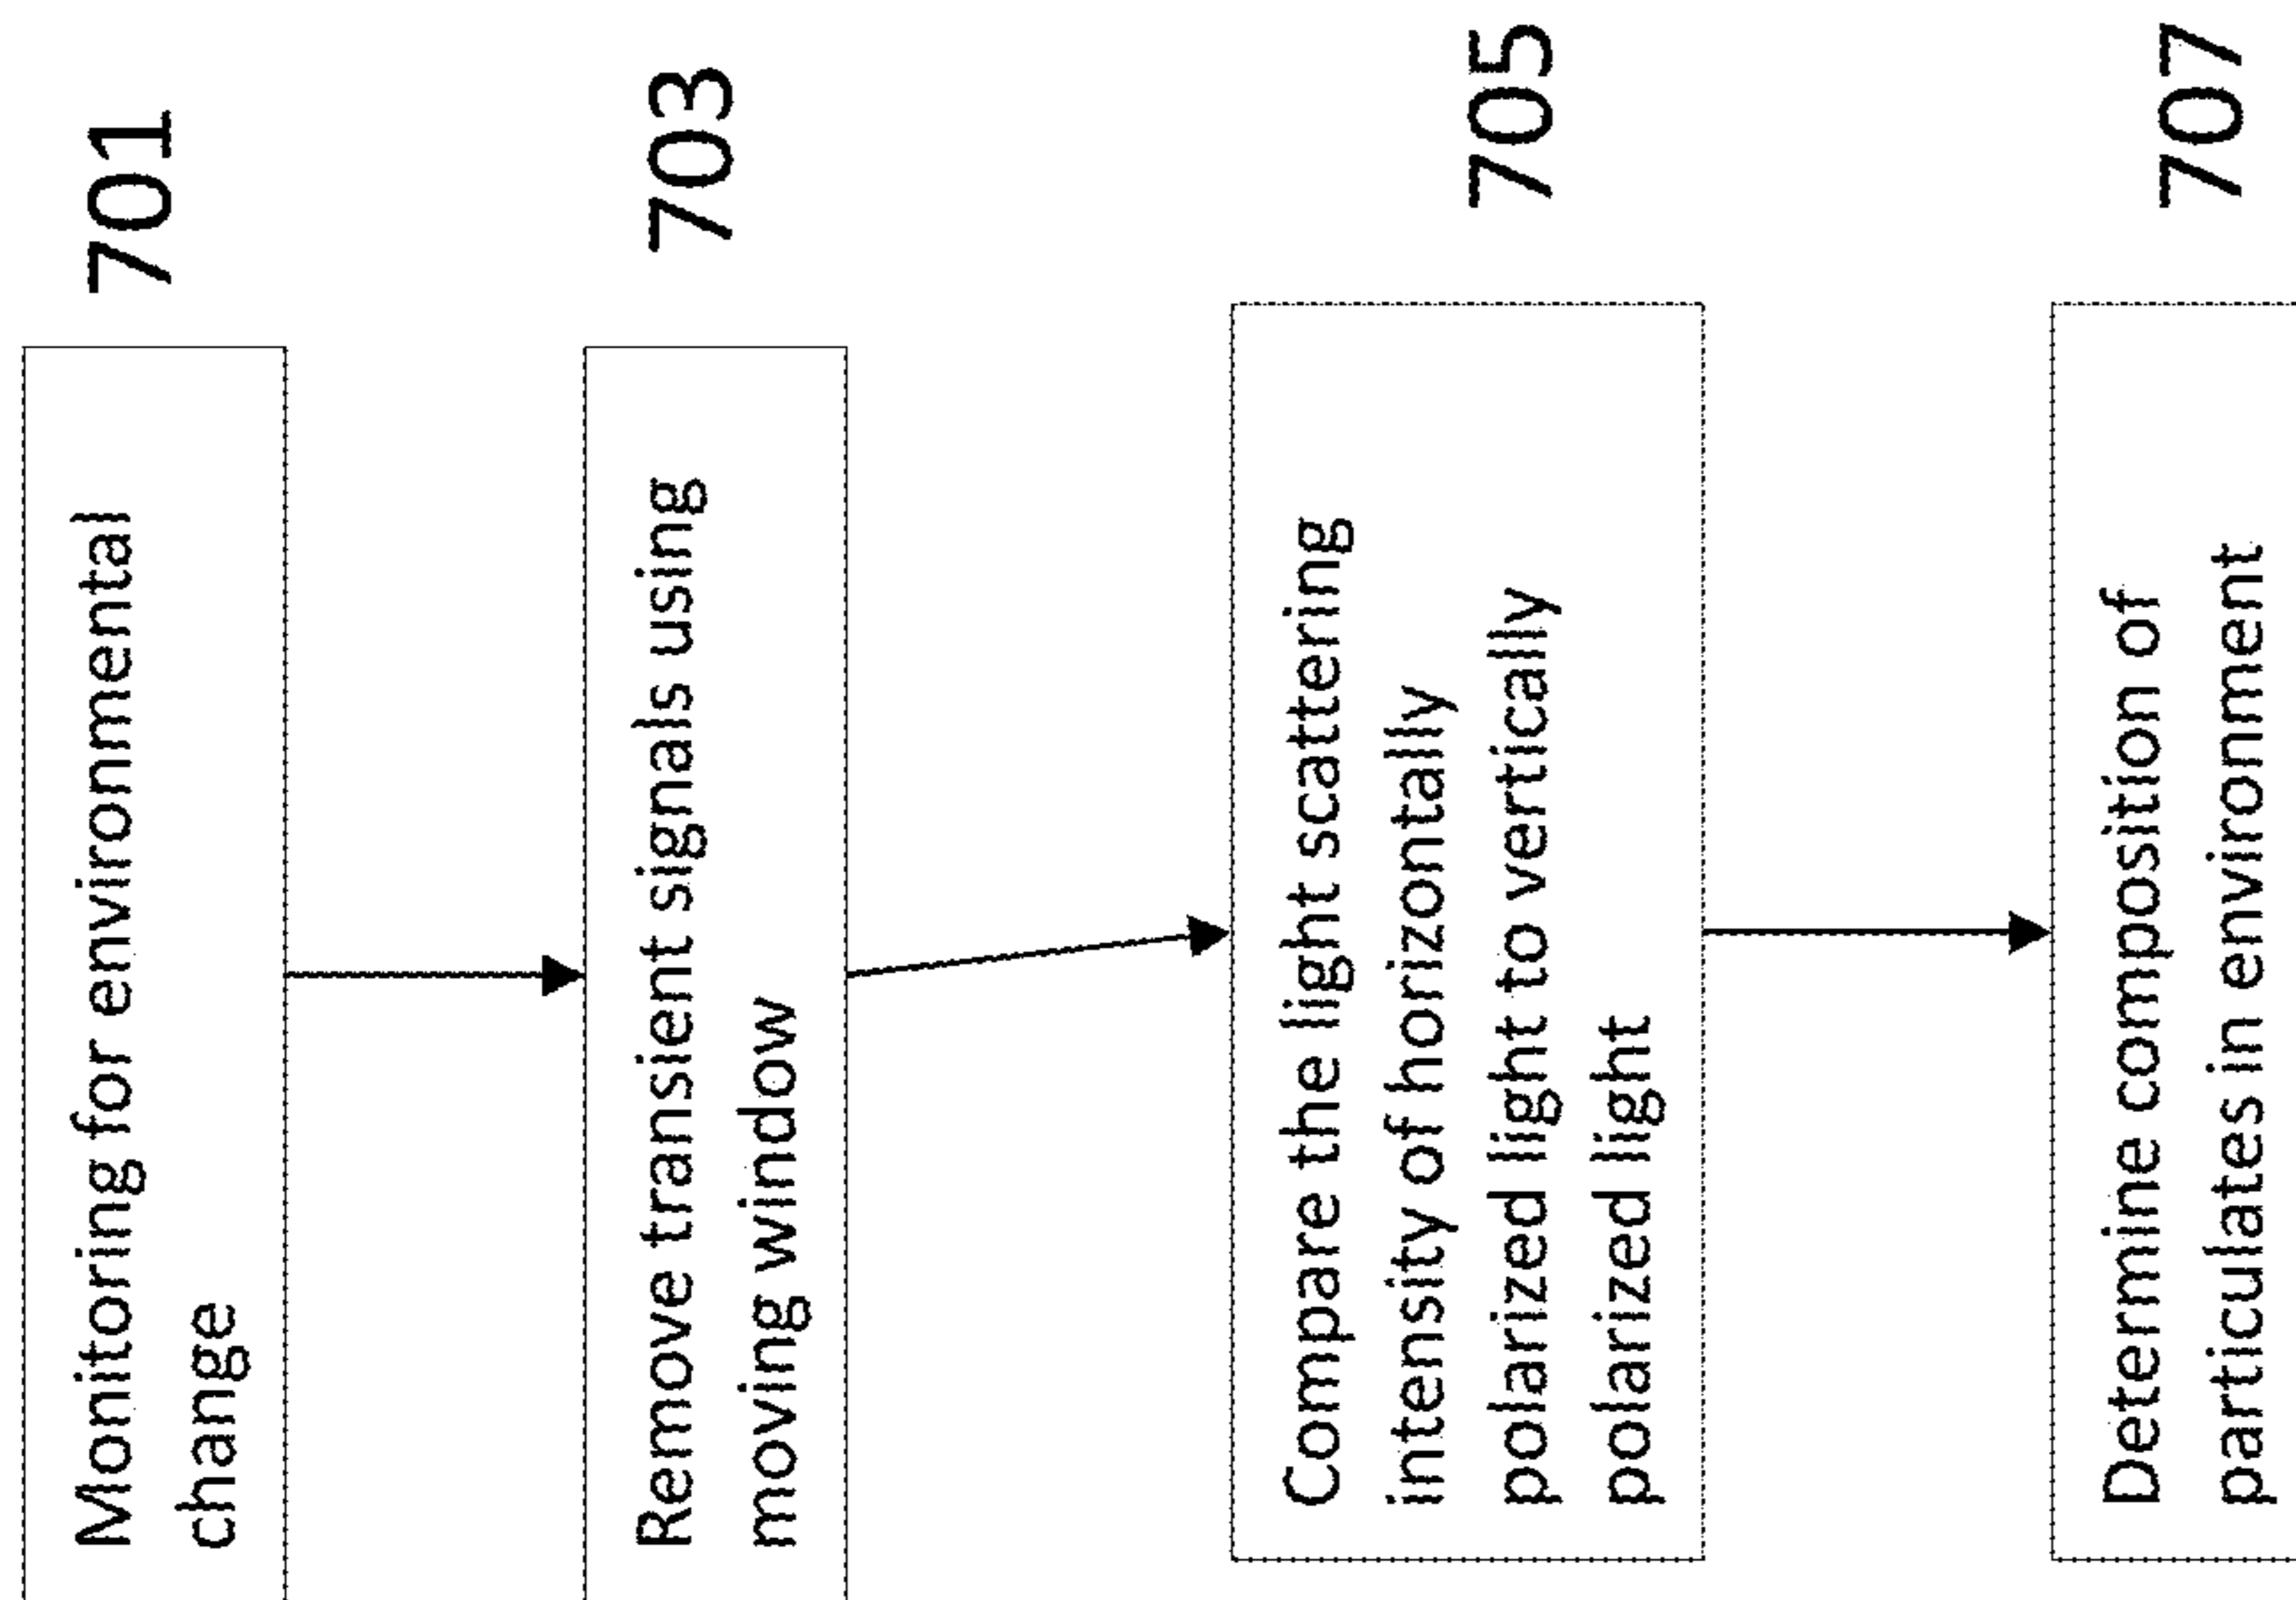 Monitoring for environmental
change
701
Remove transient signals using
moving window
703
Compare the light scattering
intensity of horizontally
polarized light to vertically
polarized light
705
Determine composition of
particulates in environment
707